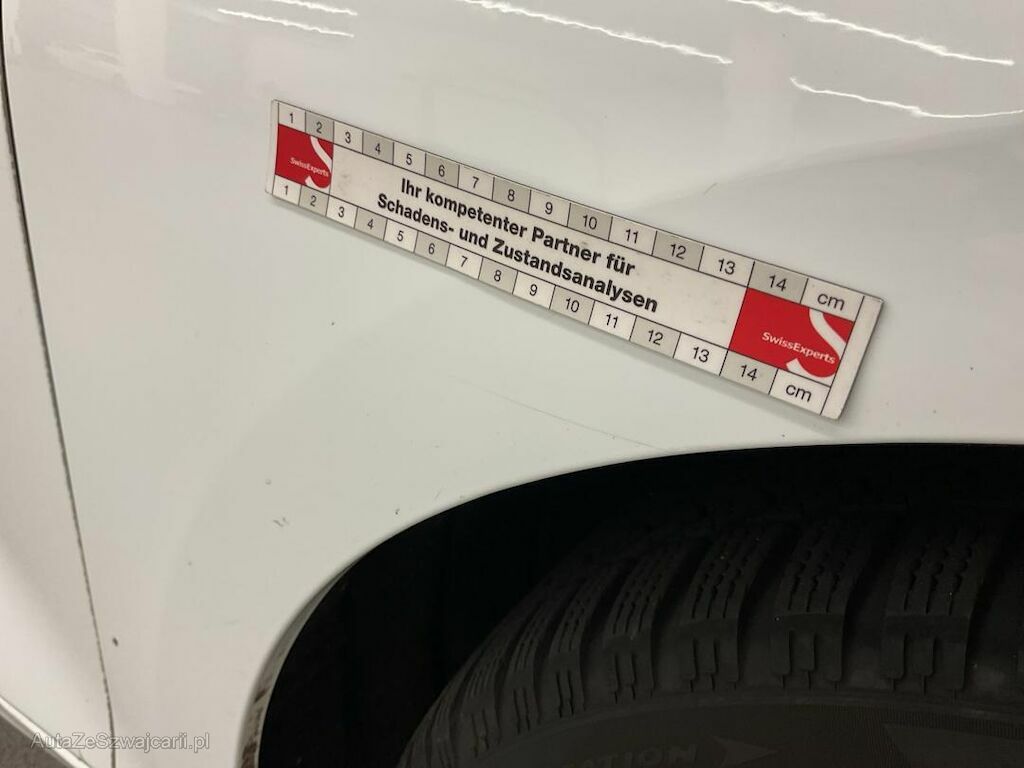 1 2 3 4 5 6 7 8 9 10 11 12 13 14 cm
SwissExperts
Ihr kompetenter Partner für
Schadens- und Zustandsanalysen
SwissExperts
1 2 3 4 5 6 7 8 9 10 11 12 13 14 cm
AutaZeSzwajcarii.pl